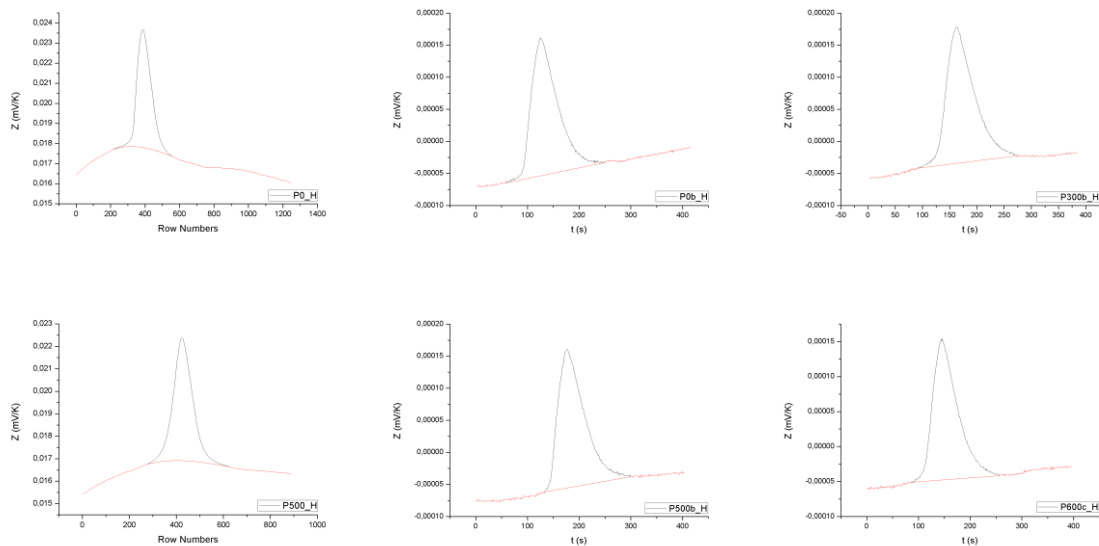 0,024
0,023
0,022
0,021
0,020
0,019
0,018
0,017
0,016
0,015
Z (mV/K)
0 200 400 600 800 1000 1200 1400
Row Numbers
P0_H
0,00020
0,00015
0,00010
0,00005
0,00000
-0,00005
-0,00010
Z (mV/K)
0 100 200 300 400
t (s)
P0b_H
0,00020
0,00015
0,00010
0,00005
0,00000
-0,00005
-0,00010
Z (mV/K)
-50 0 50 100 150 200 250 300 350 400
t (s)
P300b_H
0,023
0,022
0,021
0,020
0,019
0,018
0,017
0,016
0,015
Z (mV/K)
0 200 400 600 800 1000
Row Numbers
P500_H
0,00020
0,00015
0,00010
0,00005
0,00000
-0,00005
-0,00010
Z (mV/K)
0 100 200 300 400
t (s)
P500b_H
0,00015
0,00010
0,00005
0,00000
-0,00005
-0,00010
Z (mV/K)
0 100 200 300 400
t (s)
P600c_H